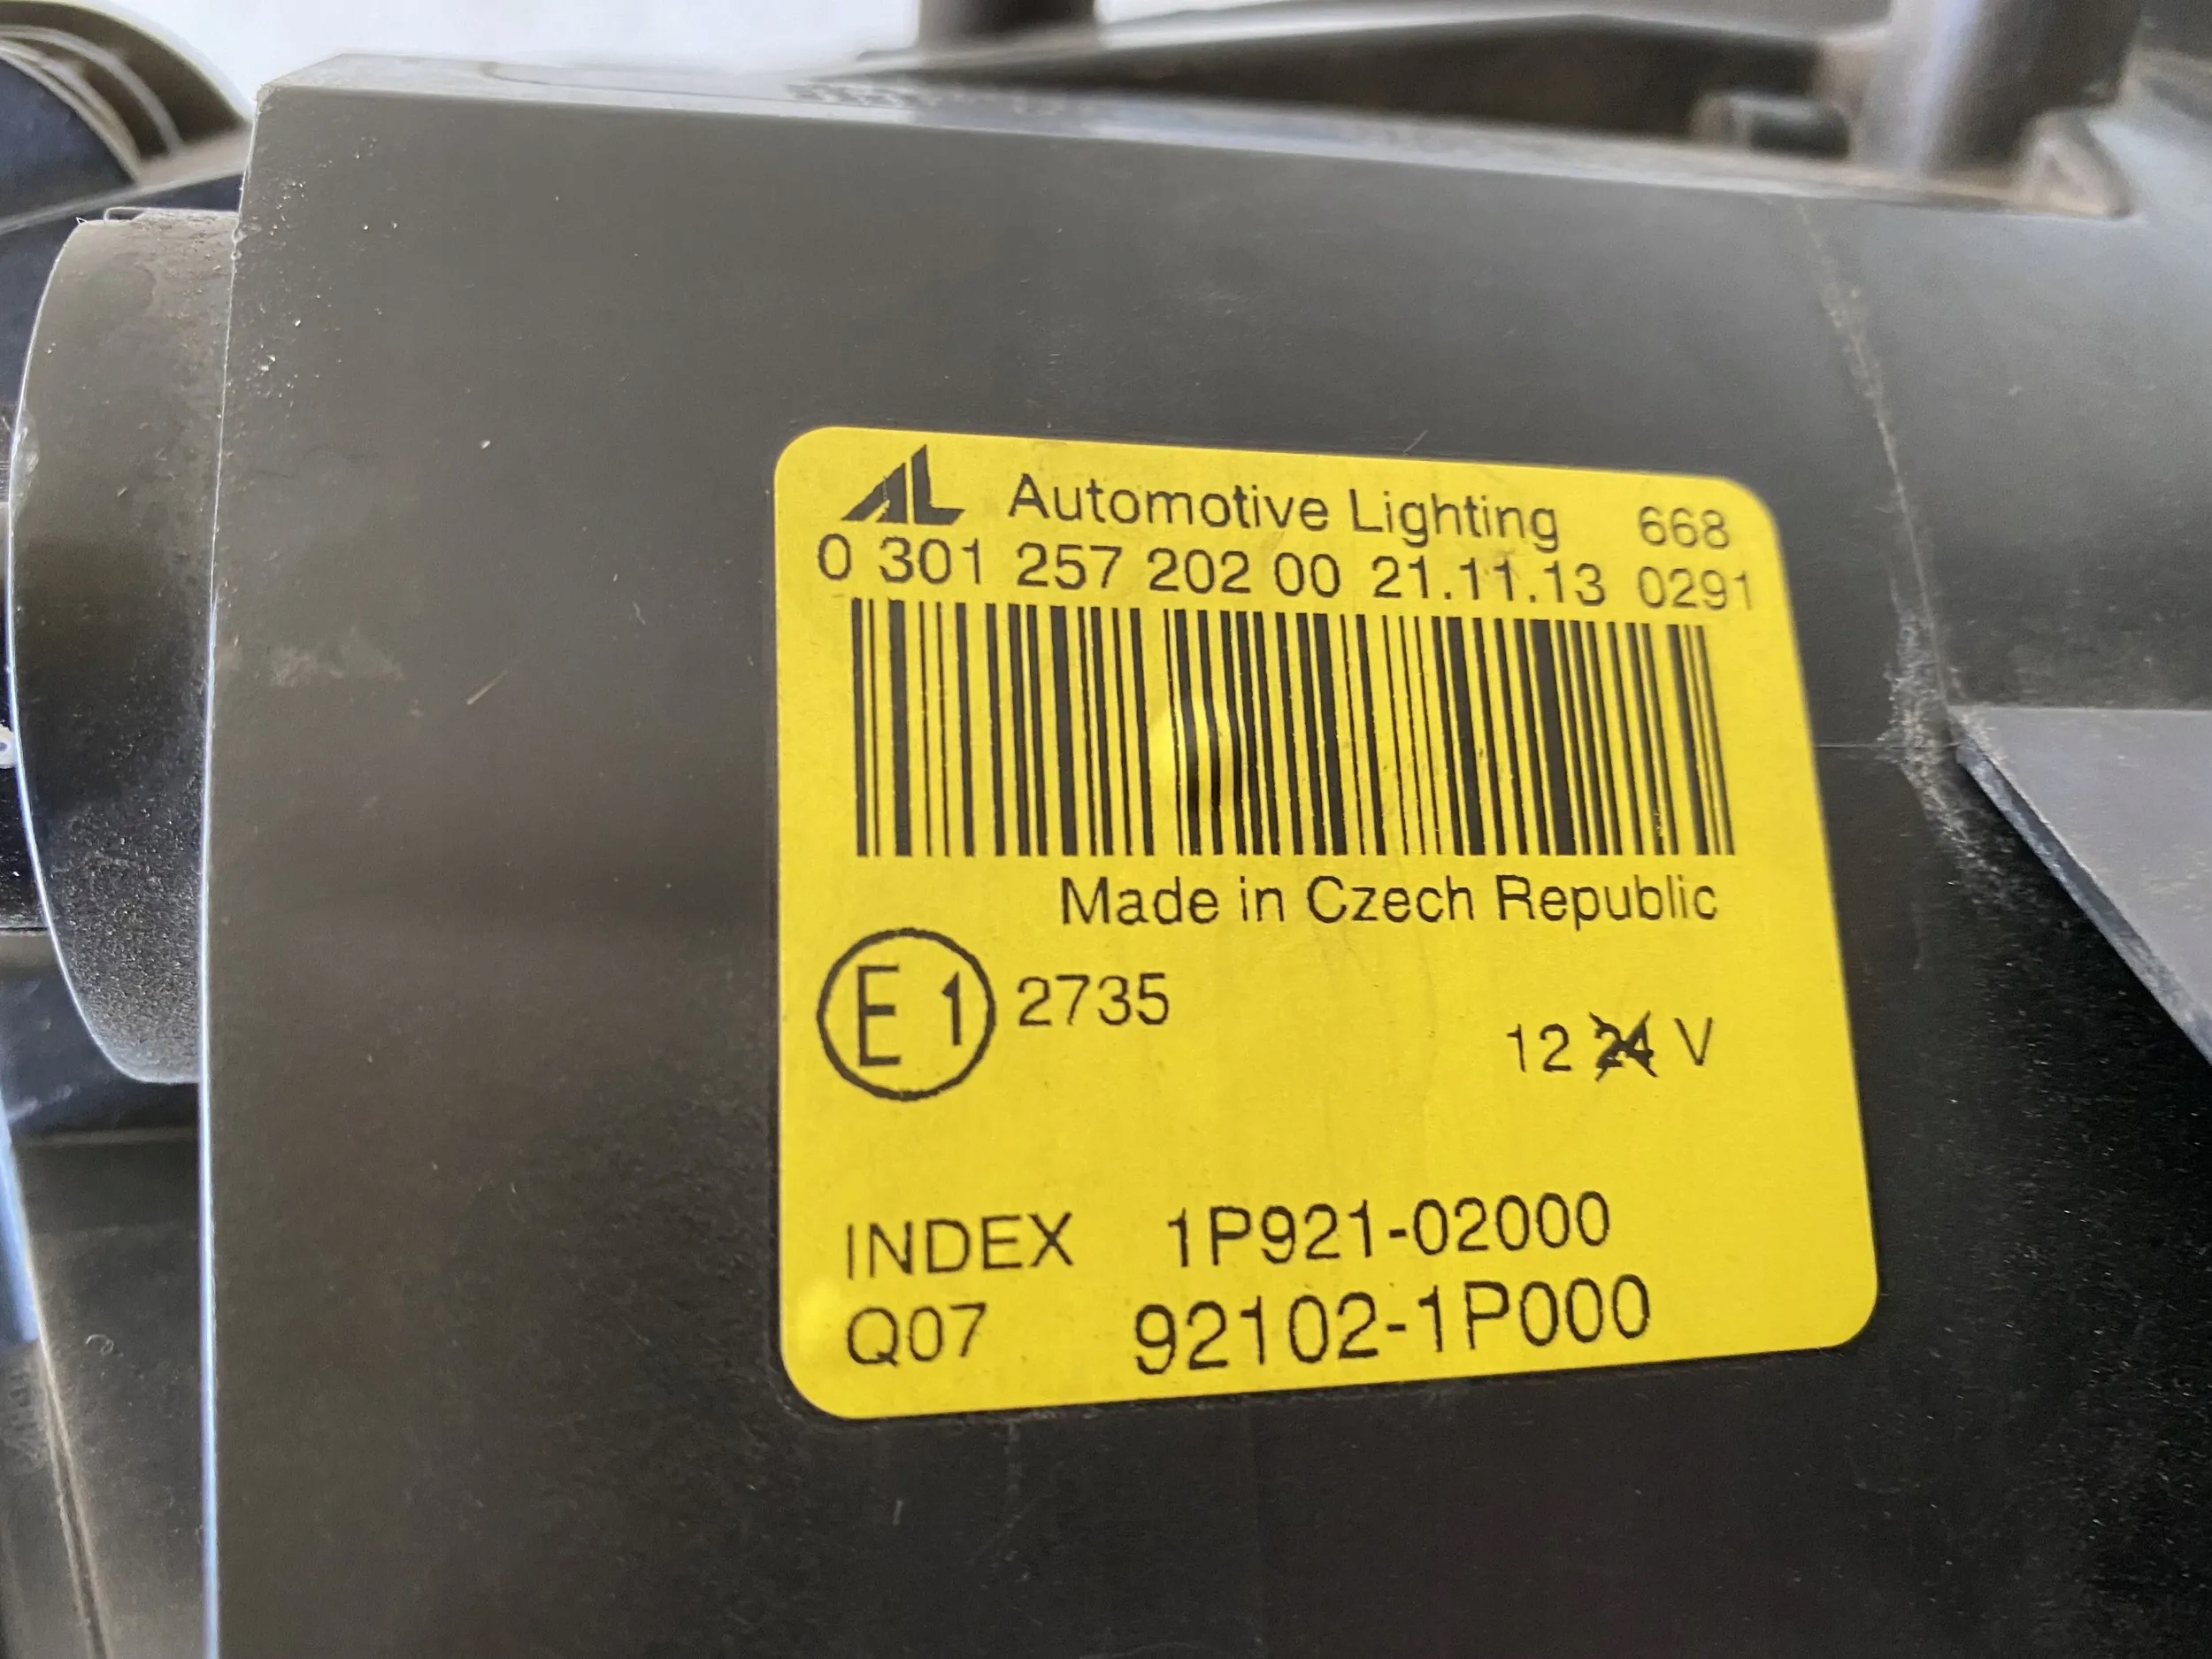 AL Automotive Lighting 668
0 301 257 202 00 21.11.13 0291
Made in Czech Republic
E1 2735
12 24 V
INDEX 1P921-02000
Q07 92102-1P000